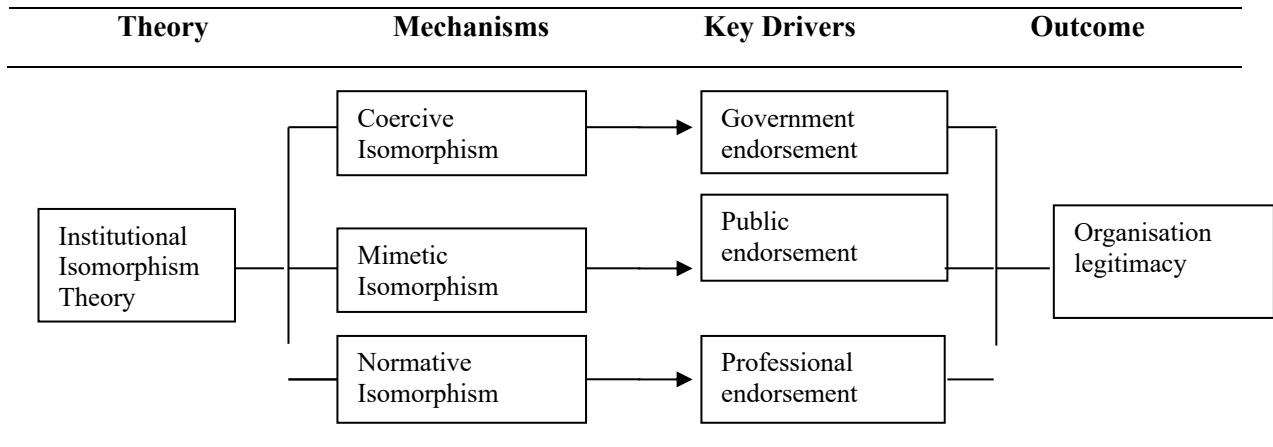 Theory Mechanisms Key Drivers Outcome
Coercive
Isomorphism
Government
endorsement
Institutional
Isomorphism
Theory
Mimetic
Isomorphism
Public
endorsement
Organisation
legitimacy
Normative
Isomorphism
Professional
endorsement